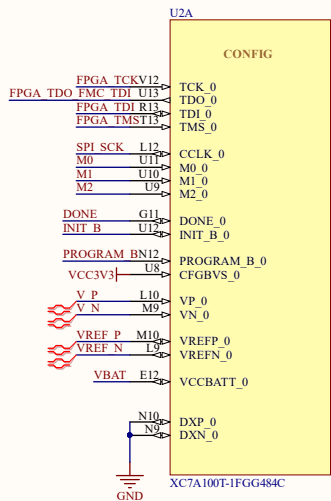 U2A
CONFIG
FPGA_TCK V12 TCK_0
FPGA_TDO_FMC_TDI U13 TDO_0
FPGA_TDI R13 TDI_0
FPGA_TMS T13 TMS_0
SPI_SCK L12 CCLK_0
M0 U11 M0_0
M1 U10 M1_0
M2 U9 M2_0
DONE G11 DONE_0
INIT_B U12 INIT_B_0
PROGRAM_B N12 PROGRAM_B_0
VCC3V3 U8 CFGBVS_0
V_P L10 VP_0
V_N M9 VN_0
VREF_P M10 VREFP_0
VREF_N L9 VREFN_0
VBAT E12 VCCBATT_0
N10 DXP_0
N9 DXN_0
GND
XC7A100T-1FGG484C